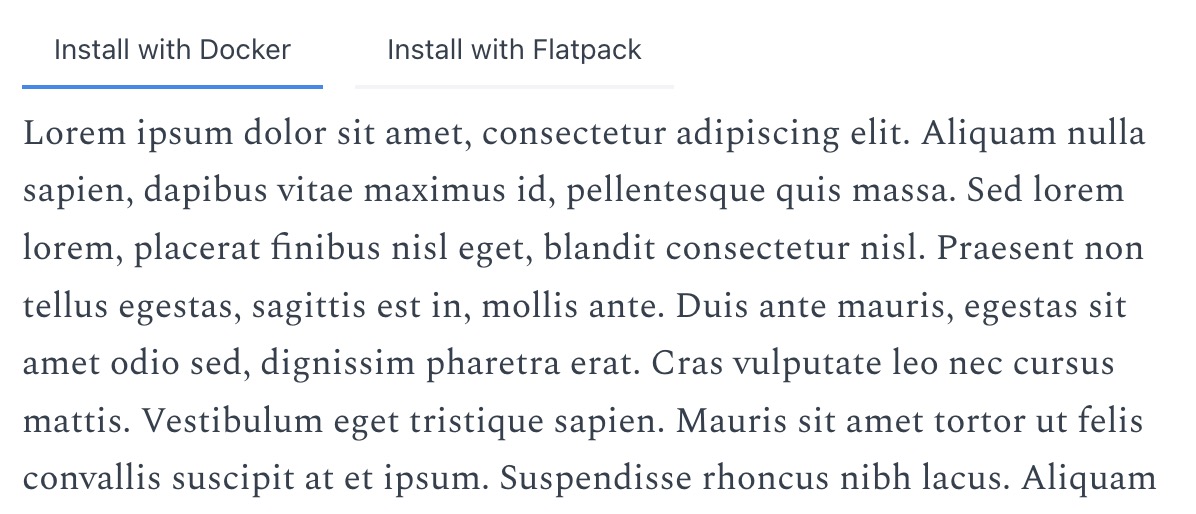 Install with Docker
Install with Flatpack
Lorem ipsum dolor sit amet, consectetur adipiscing elit. Aliquam nulla
sapien, dapibus vitae maximus id, pellentesque quis massa. Sed lorem
lorem, placerat finibus nisl eget, blandit consectetur nisl. Praesent non
tellus egestas, sagittis est in, mollis ante. Duis ante mauris, egestas sit
amet odio sed, dignissim pharetra erat. Cras vulputate leo nec cursus
mattis. Vestibulum eget tristique sapien. Mauris sit amet tortor ut felis
convallis suscipit at et ipsum. Suspendisse rhoncus nibh lacus. Aliquam